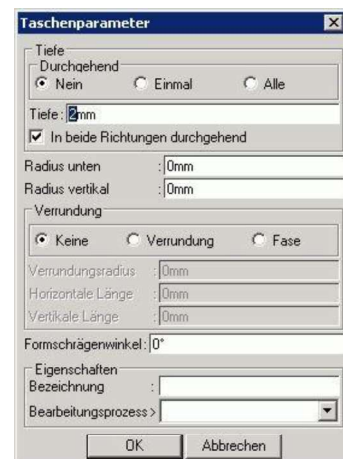 Taschenparameter
Tiefe
Durchgehend
Nein Einmal Alle
Tiefe: 2mm
In beide Richtungen durchgehend
Radius unten : 0mm
Radius vertikal : 0mm
Verrundung
Keine Verrundung Fase
Verrundungsradius : 0mm
Horizontale Länge : 0mm
Vertikale Länge : 0mm
Formschrägenwinkel: 0°
Eigenschaften
Bezeichnung :
Bearbeitungsprozess >
OK Abbrechen